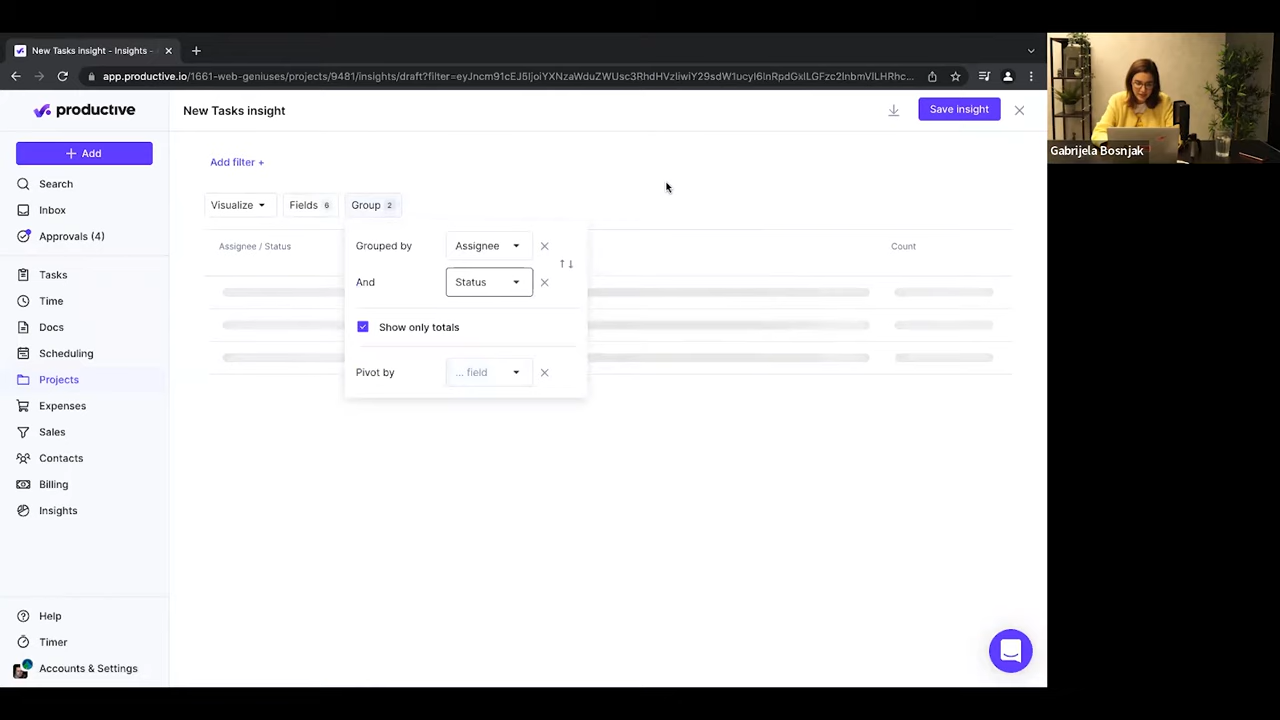 New Tasks insight - Insights -
app.productive.io/1661-web-geniuses/projects/9481/insights/draft?filter=
productive
New Tasks insight
Save insight
Add
Search
Inbox
Approvals (4)
Tasks
Time
Docs
Scheduling
Projects
Expenses
Sales
Contacts
Billing
Insights
Help
Timer
Accounts & Settings
Add filter +
Visualize
Fields 6
Group 2
Assignee / Status
Count
Grouped by Assignee
And Status
Show only totals
Pivot by ... field
Gabrijela Bosnjak